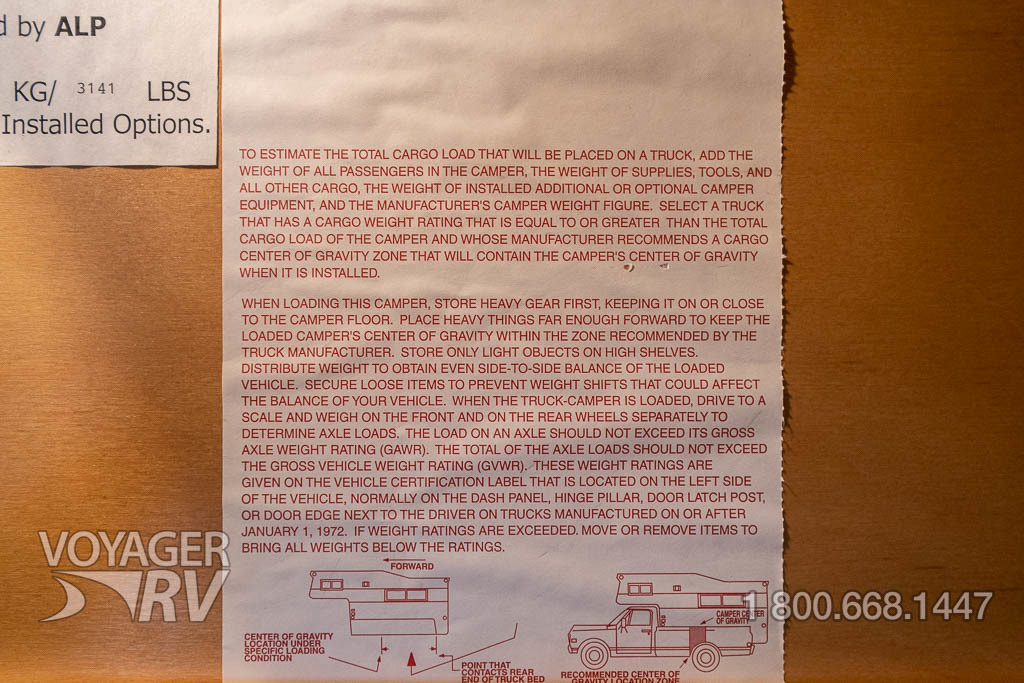 d by ALP
KG/ 3141 LBS
Installed Options.
TO ESTIMATE THE TOTAL CARGO LOAD THAT WILL BE PLACED ON A TRUCK, ADD THE
WEIGHT OF ALL PASSENGERS IN THE CAMPER, THE WEIGHT OF SUPPLIES, TOOLS, AND
ALL OTHER CARGO, THE WEIGHT OF INSTALLED ADDITIONAL OR OPTIONAL CAMPER
EQUIPMENT, AND THE MANUFACTURER'S CAMPER WEIGHT FIGURE. SELECT A TRUCK
THAT HAS A CARGO WEIGHT RATING THAT IS EQUAL TO OR GREATER THAN THE TOTAL
CARGO LOAD OF THE CAMPER AND WHOSE MANUFACTURER RECOMMENDS A CARGO
CENTER OF GRAVITY ZONE THAT WILL CONTAIN THE CAMPER'S CENTER OF GRAVITY
WHEN IT IS INSTALLED.
WHEN LOADING THIS CAMPER, STORE HEAVY GEAR FIRST, KEEPING IT ON OR CLOSE
TO THE CAMPER FLOOR. PLACE HEAVY THINGS FAR ENOUGH FORWARD TO KEEP THE
LOADED CAMPER'S CENTER OF GRAVITY WITHIN THE ZONE RECOMMENDED BY THE
TRUCK MANUFACTURER. STORE ONLY LIGHT OBJECTS ON HIGH SHELVES.
DISTRIBUTE WEIGHT TO OBTAIN EVEN SIDE-TO-SIDE BALANCE OF THE LOADED
VEHICLE. SECURE LOOSE ITEMS TO PREVENT WEIGHT SHIFTS THAT COULD AFFECT
THE BALANCE OF YOUR VEHICLE. WHEN THE TRUCK-CAMPER IS LOADED, DRIVE TO A
SCALE AND WEIGH ON THE FRONT AND ON THE REAR WHEELS SEPARATELY TO
DETERMINE AXLE LOADS. THE LOAD ON AN AXLE SHOULD NOT EXCEED ITS GROSS
AXLE WEIGHT RATING (GAWR). THE TOTAL OF THE AXLE LOADS SHOULD NOT EXCEED
THE GROSS VEHICLE WEIGHT RATING (GVWR). THESE WEIGHT RATINGS ARE
GIVEN ON THE VEHICLE CERTIFICATION LABEL THAT IS LOCATED ON THE LEFT SIDE
OF THE VEHICLE, NORMALLY ON THE DASH PANEL, HINGE PILLAR, DOOR LATCH POST,
OR DOOR EDGE NEXT TO THE DRIVER ON TRUCKS MANUFACTURED ON OR AFTER
JANUARY 1, 1972. IF WEIGHT RATINGS ARE EXCEEDED. MOVE OR REMOVE ITEMS TO
BRING ALL WEIGHTS BELOW THE RATINGS.
FORWARD
CENTER OF GRAVITY
LOCATION UNDER
SPECIFIC LOADING
CONDITION
POINT THAT
CONTACTS REAR
END OF TRUCK BED
CAMPER CENTER
OF GRAVITY
RECOMMENDED CENTER OF
GRAVITY LOCATION ZONE
VOYAGER
RV
1 800.668.1447